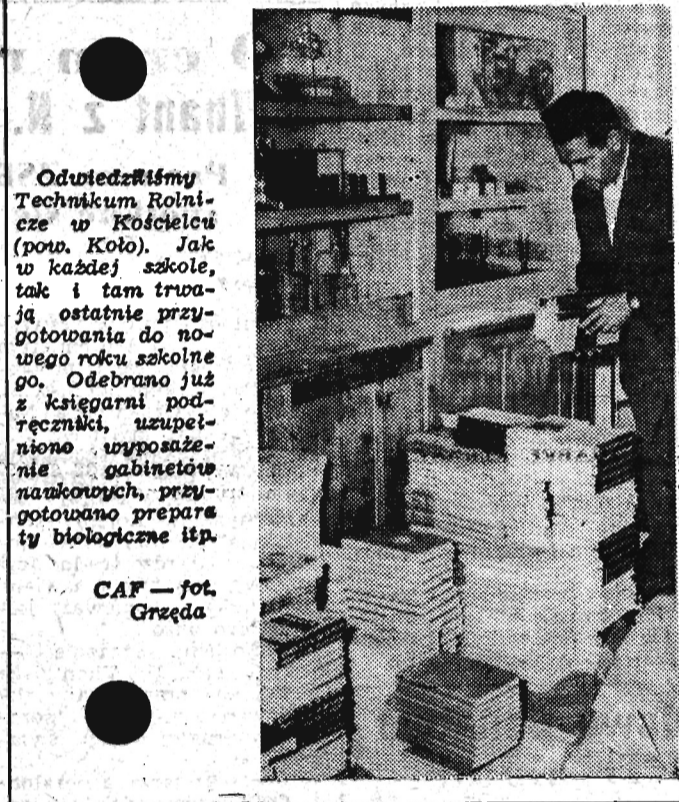 Odwiedziliśmy
Technikum Rolni-
cze w Kościelcu
(pow. Koło). Jak
w każdej szkole,
tak i tam trwa-
ją ostatnie przy-
gotowania do no-
wego roku szkolne
go. Odebrano już
z księgarni pod-
ręczniki, uzupeł-
niono wyposaże-
nie gabinetów
naukowych, przy-
gotowano prepara
ty biologiczne itp.
CAF — fot.
Grzęda